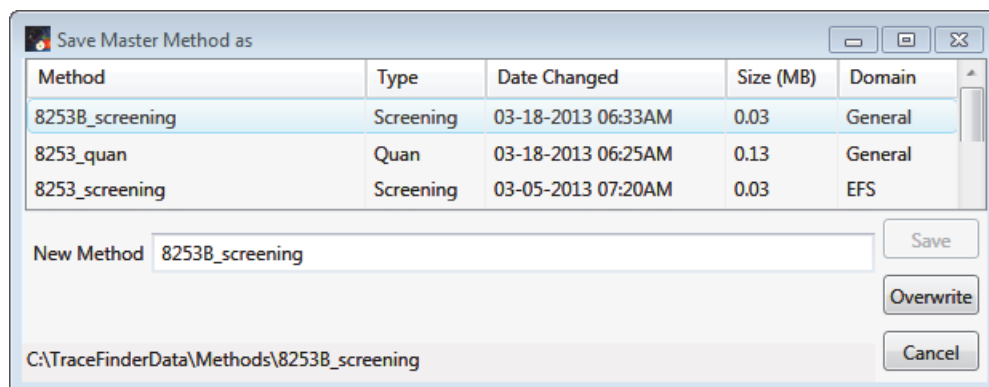 Save Master Method as
Method Type Date Changed Size (MB) Domain
8253B_screening Screening 03-18-2013 06:33AM 0.03 General
8253_quan Quan 03-18-2013 06:25AM 0.13 General
8253_screening Screening 03-05-2013 07:20AM 0.03 EFS
Save
New Method 8253B_screening
Overwrite
Cancel
C:\TraceFinderData\Methods\8253B_screening